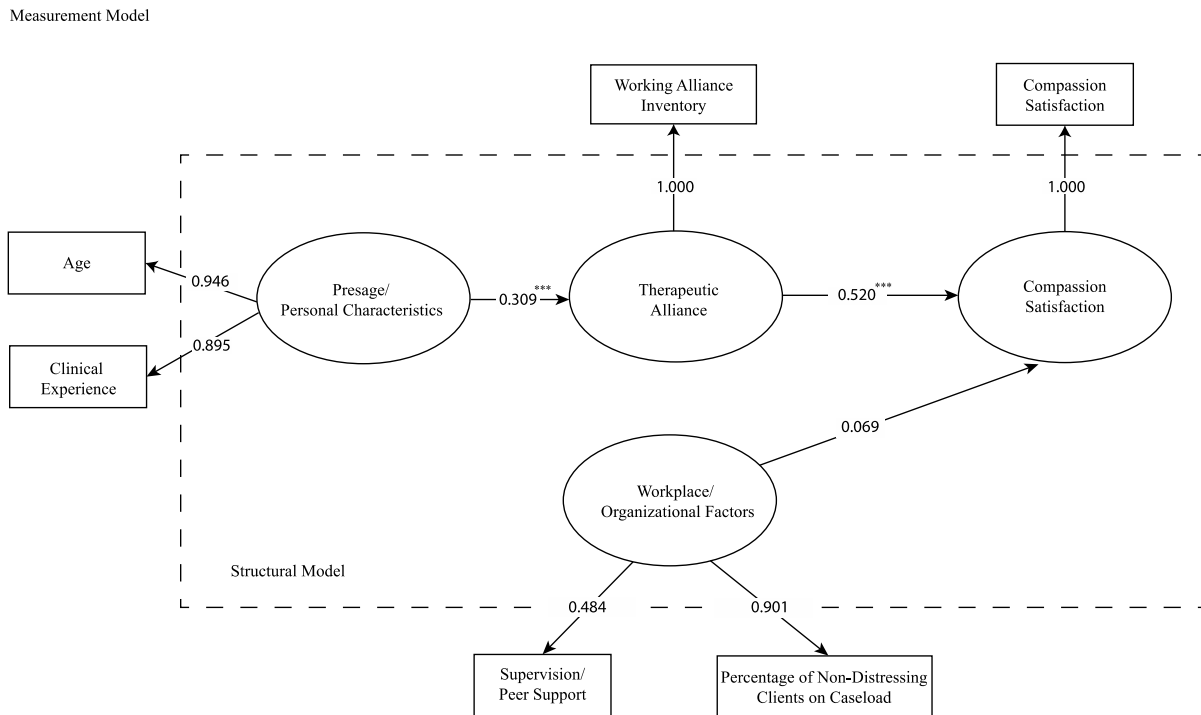 Measurement Model
Working Alliance
Inventory
Compassion
Satisfaction
1.000
1.000
Age
0.946
Presage/
Personal Characteristics
0.309***
Therapeutic
Alliance
0.520***
Compassion
Satisfaction
0.895
Clinical
Experience
0.069
Workplace/
Organizational Factors
Structural Model
0.484
0.901
Supervision/
Peer Support
Percentage of Non-Distressing
Clients on Caseload